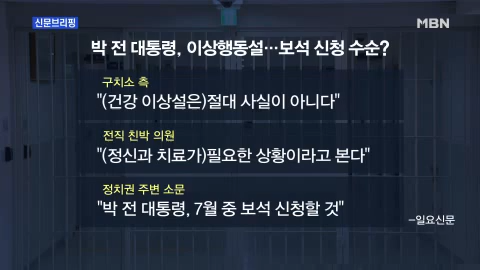 신문브리핑
MBN
박 전 대통령, 이상행동설…보석 신청 수순?
구치소 측
"(건강 이상설은)절대 사실이 아니다"
전직 친박 의원
"(정신과 치료가)필요한 상황이라고 본다"
정치권 주변 소문
"박 전 대통령, 7월 중 보석 신청할 것"
-일요신문